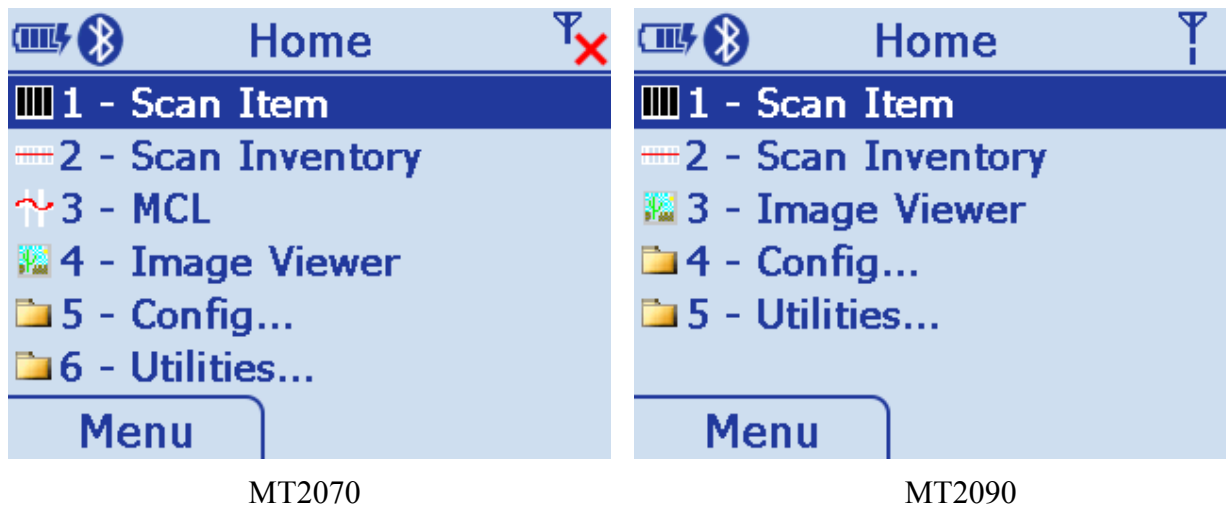 Home
1 - Scan Item
2 - Scan Inventory
3 - MCL
4 - Image Viewer
5 - Config...
6 - Utilities...
Menu
MT2070
Home
1 - Scan Item
2 - Scan Inventory
3 - Image Viewer
4 - Config...
5 - Utilities...
Menu
MT2090